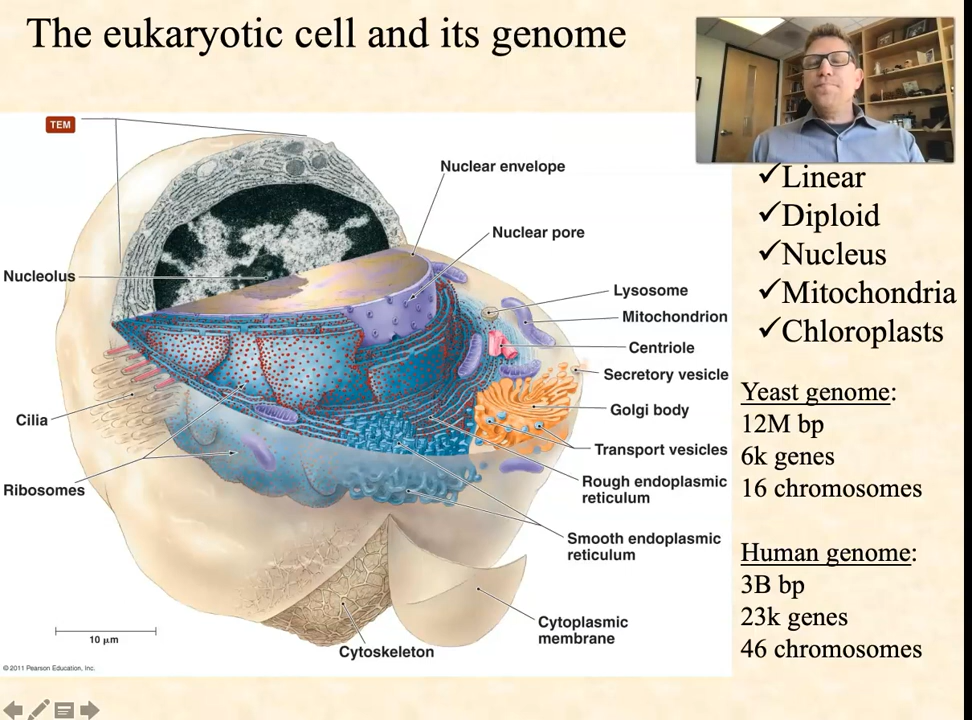 The eukaryotic cell and its genome
TEM
Nuclear envelope
Nuclear pore
Nucleolus
Lysosome
Mitochondrion
Centriole
Secretory vesicle
Golgi body
Cilia
Transport vesicles
Rough endoplasmic
reticulum
Ribosomes
Smooth endoplasmic
reticulum
Cytoplasmic
membrane
10 µm
Cytoskeleton
© 2011 Pearson Education, Inc.
✓Linear
✓Diploid
✓Nucleus
✓Mitochondria
✓Chloroplasts
Yeast genome:
12M bp
6k genes
16 chromosomes
Human genome:
3B bp
23k genes
46 chromosomes